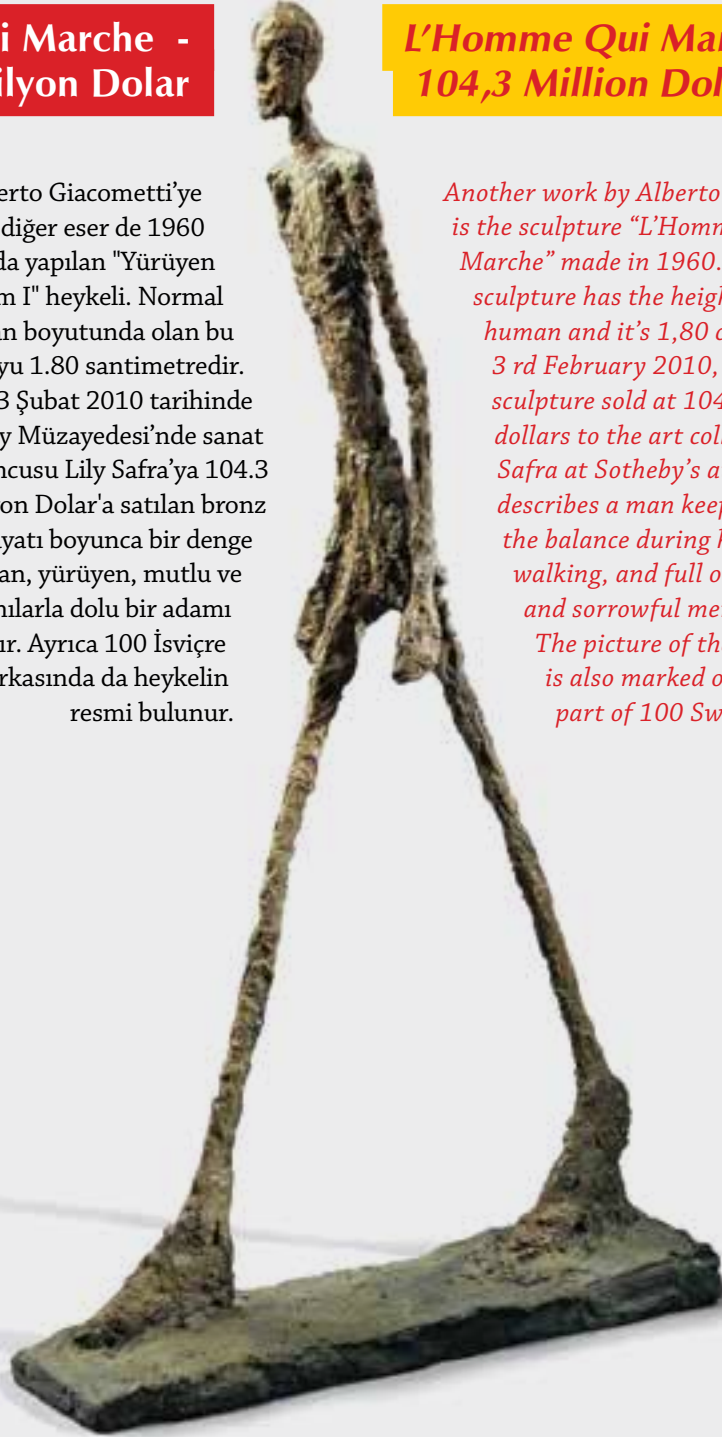 i Marche -
ilyon Dolar
erto Giacometti’ye
diğer eser de 1960
da yapılan "Yürüyen
m I" heykeli. Normal
n boyutunda olan bu
yu 1.80 santimetredir.
3 Şubat 2010 tarihinde
y Müzayedesi’nde sanat
ncusu Lily Safra’ya 104.3
on Dolar'a satılan bronz
yatı boyunca bir denge
an, yürüyen, mutlu ve
nılarla dolu bir adamı
ır. Ayrıca 100 İsviçre
rkasında da heykelin
resmi bulunur.
L’Homme Qui Mar
104,3 Million Dol
Another work by Alberto
is the sculpture “L’Homm
Marche” made in 1960.
sculpture has the heigh
human and it’s 1,80 c
3 rd February 2010,
sculpture sold at 104
dollars to the art coll
Safra at Sotheby’s a
describes a man keep
the balance during h
walking, and full o
and sorrowful me
The picture of th
is also marked o
part of 100 Sw